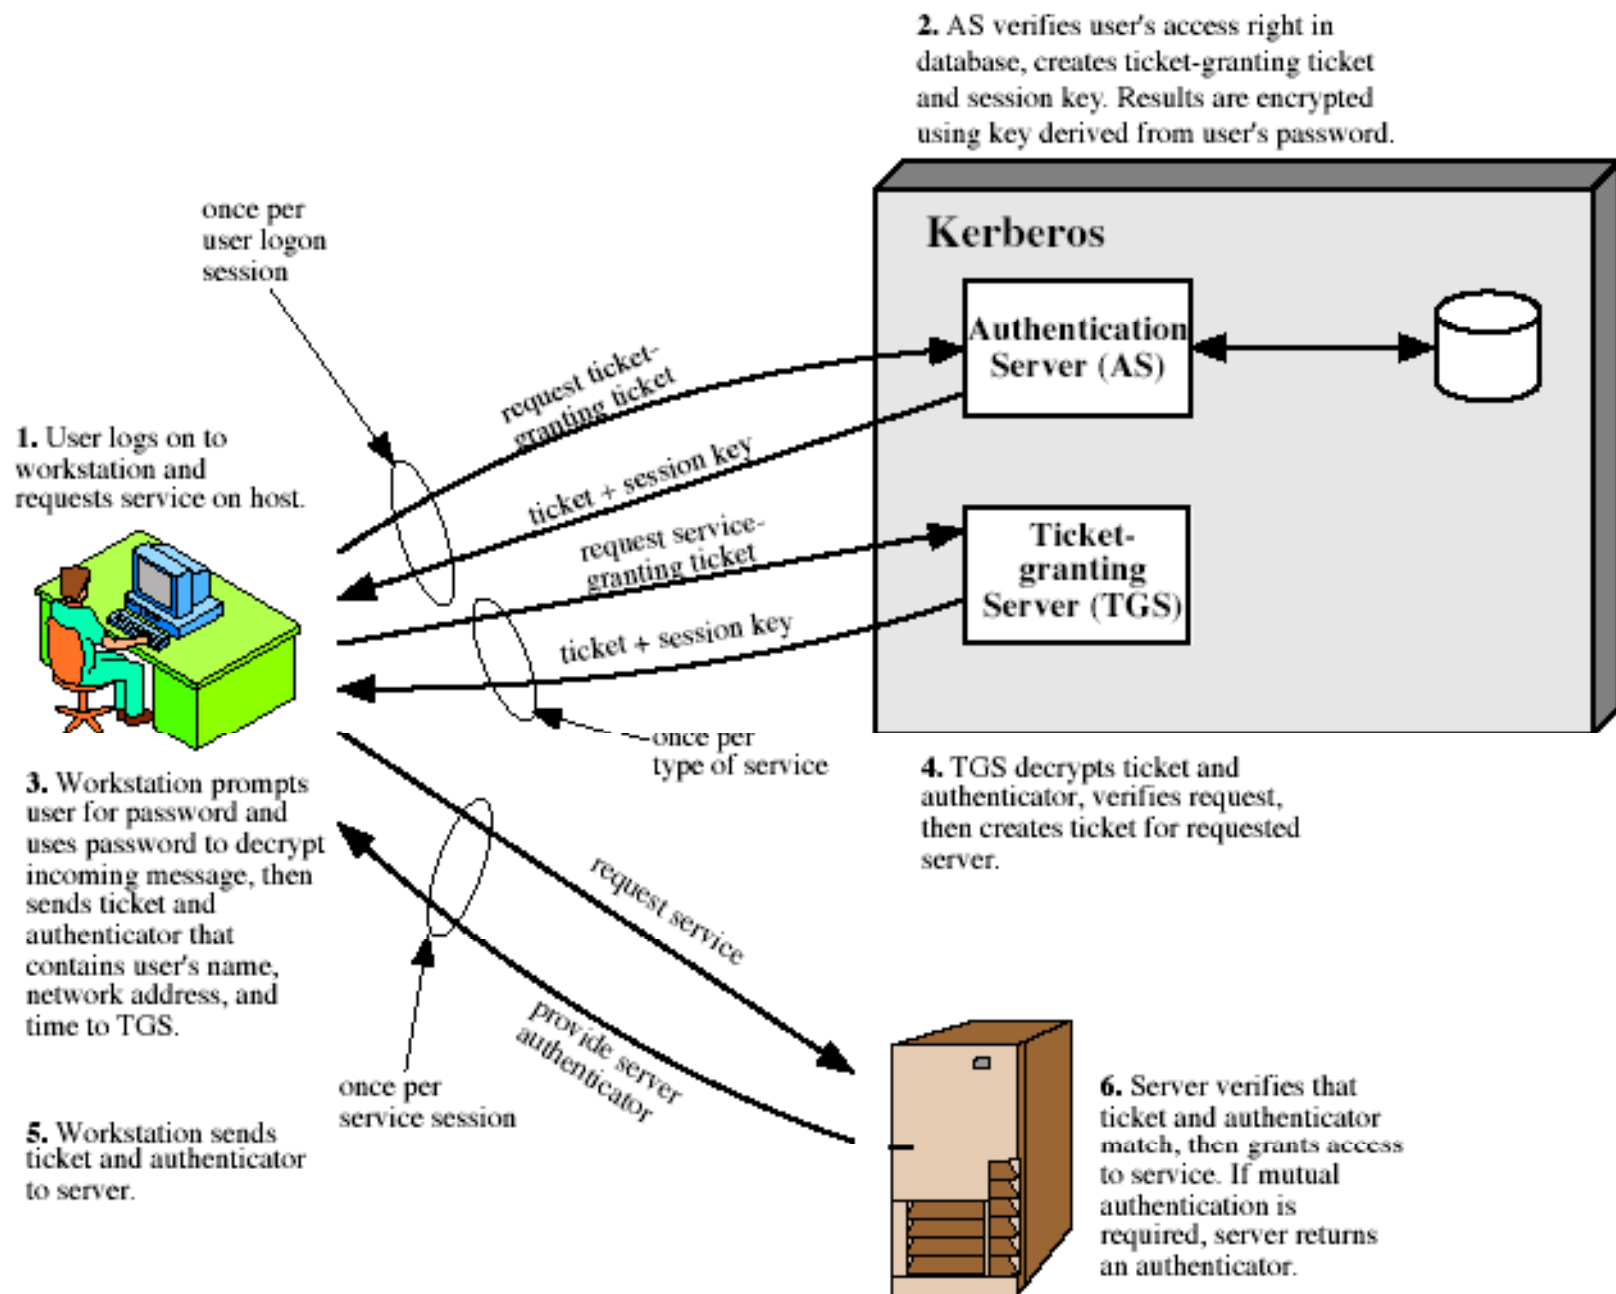 2. AS verifies user's access right in
database, creates ticket-granting ticket
and session key. Results are encrypted
using key derived from user's password.
once per
user logon
session
Kerberos
Authentication
Server (AS)
request ticket-
granting ticket
1. User logs on to
workstation and
requests service on host.
ticket + session key
request service-
granting ticket
Ticket-
granting
Server (TGS)
ticket + session key
once per
type of service
3. Workstation prompts
user for password and
uses password to decrypt
incoming message, then
sends ticket and
authenticator that
contains user's name,
network address, and
time to TGS.
4. TGS decrypts ticket and
authenticator, verifies request,
then creates ticket for requested
server.
request service
provide server
authenticator
once per
service session
5. Workstation sends
ticket and authenticator
to server.
6. Server verifies that
ticket and authenticator
match, then grants access
to service. If mutual
authentication is
required, server returns
an authenticator.